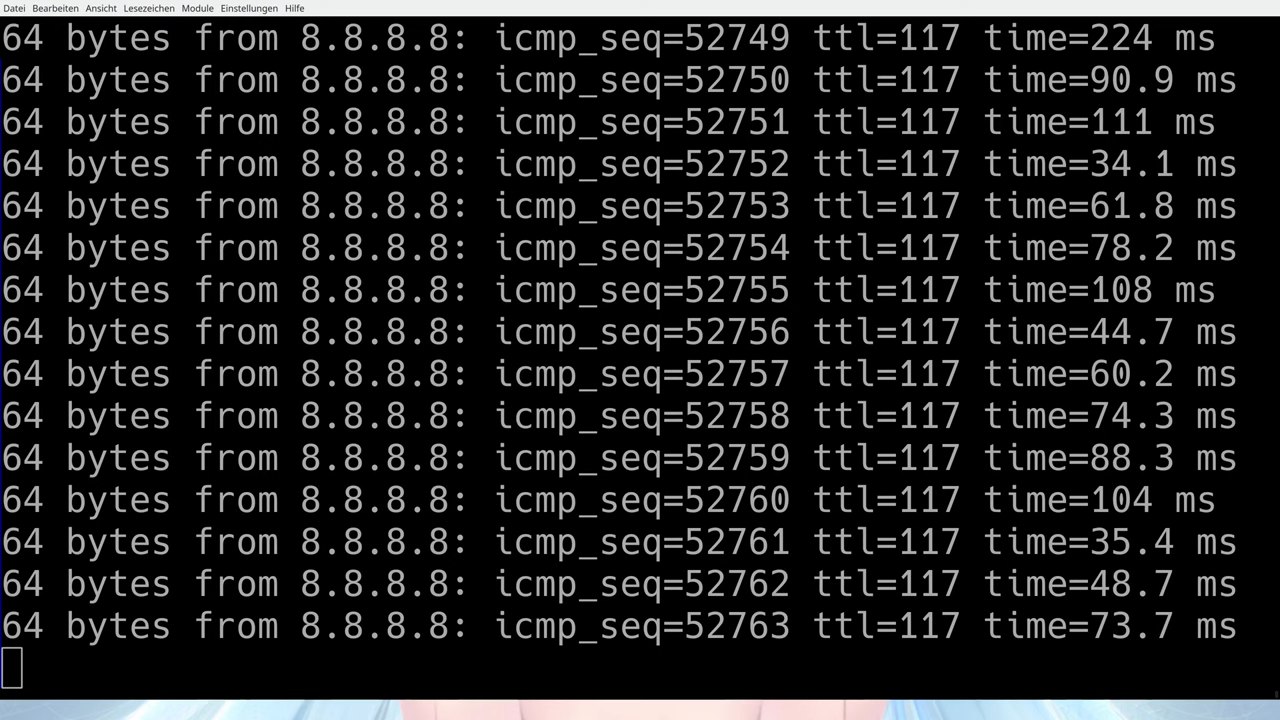 Datei Bearbeiten Ansicht Lesezeichen Module Einstellungen Hilfe
64 bytes from 8.8.8.8: icmp_seq=52749 ttl=117 time=224 ms
64 bytes from 8.8.8.8: icmp_seq=52750 ttl=117 time=90.9 ms
64 bytes from 8.8.8.8: icmp_seq=52751 ttl=117 time=111 ms
64 bytes from 8.8.8.8: icmp_seq=52752 ttl=117 time=34.1 ms
64 bytes from 8.8.8.8: icmp_seq=52753 ttl=117 time=61.8 ms
64 bytes from 8.8.8.8: icmp_seq=52754 ttl=117 time=78.2 ms
64 bytes from 8.8.8.8: icmp_seq=52755 ttl=117 time=108 ms
64 bytes from 8.8.8.8: icmp_seq=52756 ttl=117 time=44.7 ms
64 bytes from 8.8.8.8: icmp_seq=52757 ttl=117 time=60.2 ms
64 bytes from 8.8.8.8: icmp_seq=52758 ttl=117 time=74.3 ms
64 bytes from 8.8.8.8: icmp_seq=52759 ttl=117 time=88.3 ms
64 bytes from 8.8.8.8: icmp_seq=52760 ttl=117 time=104 ms
64 bytes from 8.8.8.8: icmp_seq=52761 ttl=117 time=35.4 ms
64 bytes from 8.8.8.8: icmp_seq=52762 ttl=117 time=48.7 ms
64 bytes from 8.8.8.8: icmp_seq=52763 ttl=117 time=73.7 ms